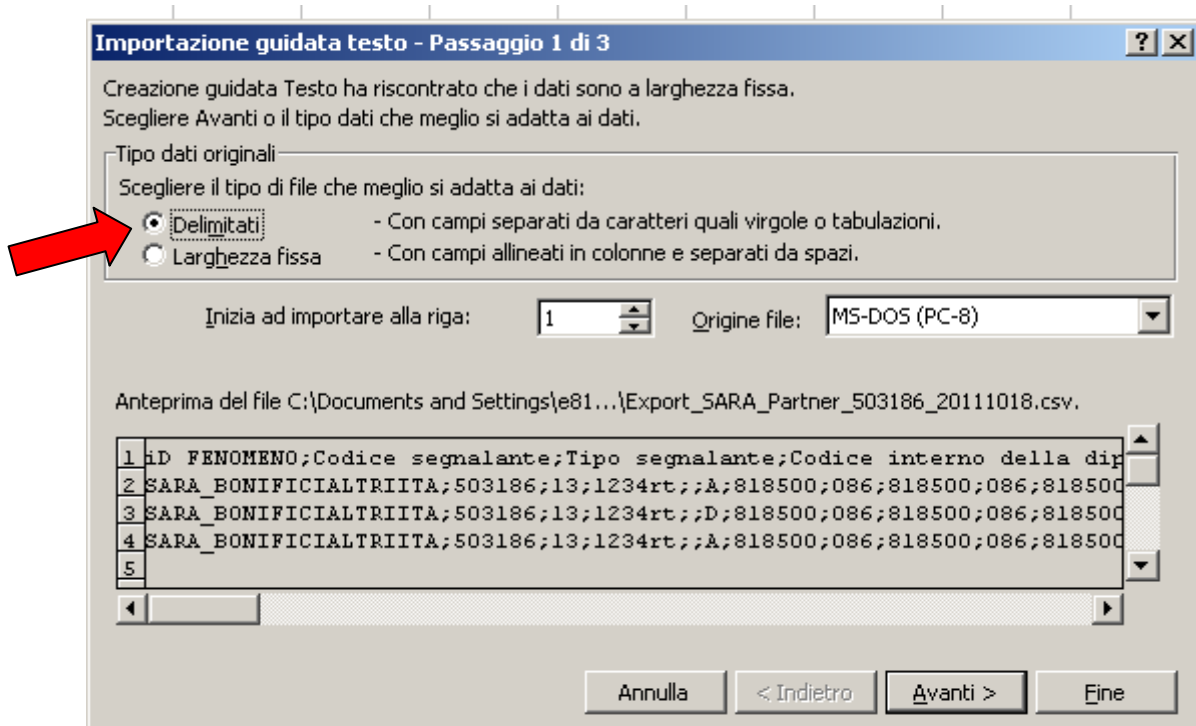 Importazione guidata testo - Passaggio 1 di 3
Creazione guidata Testo ha riscontrato che i dati sono a larghezza fissa.
Scegliere Avanti o il tipo dati che meglio si adatta ai dati.
Tipo dati originali
Scegliere il tipo di file che meglio si adatta ai dati:
Delimitati - Con campi separati da caratteri quali virgole o tabulazioni.
Larghezza fissa - Con campi allineati in colonne e separati da spazi.
Inizia ad importare alla riga: 1 Origine file: MS-DOS (PC-8)
Anteprima del file C:\Documents and Settings\e81...\Export_SARA_Partner_503186_20111018.csv.
1 iD FENOMENO;Codice segnalante;Tipo segnalante;Codice interno della dip
2 SARA_BONIFICIALTRIITA;503186;13;1234rt;;A;818500;086;818500;086;818500
3 SARA_BONIFICIALTRIITA;503186;13;1234rt;;D;818500;086;818500;086;818500
4 SARA_BONIFICIALTRIITA;503186;13;1234rt;;A;818500;086;818500;086;818500
5
Annulla < Indietro Avanti > Fine